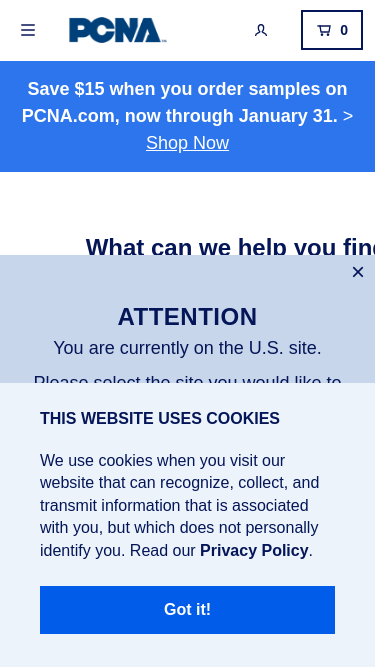 PCNA
0
Save $15 when you order samples on
PCNA.com, now through January 31. >
Shop Now
What can we help you find
×
ATTENTION
You are currently on the U.S. site.
Please select the site you would like to
THIS WEBSITE USES COOKIES
We use cookies when you visit our
website that can recognize, collect, and
transmit information that is associated
with you, but which does not personally
identify you. Read our Privacy Policy.
Got it!